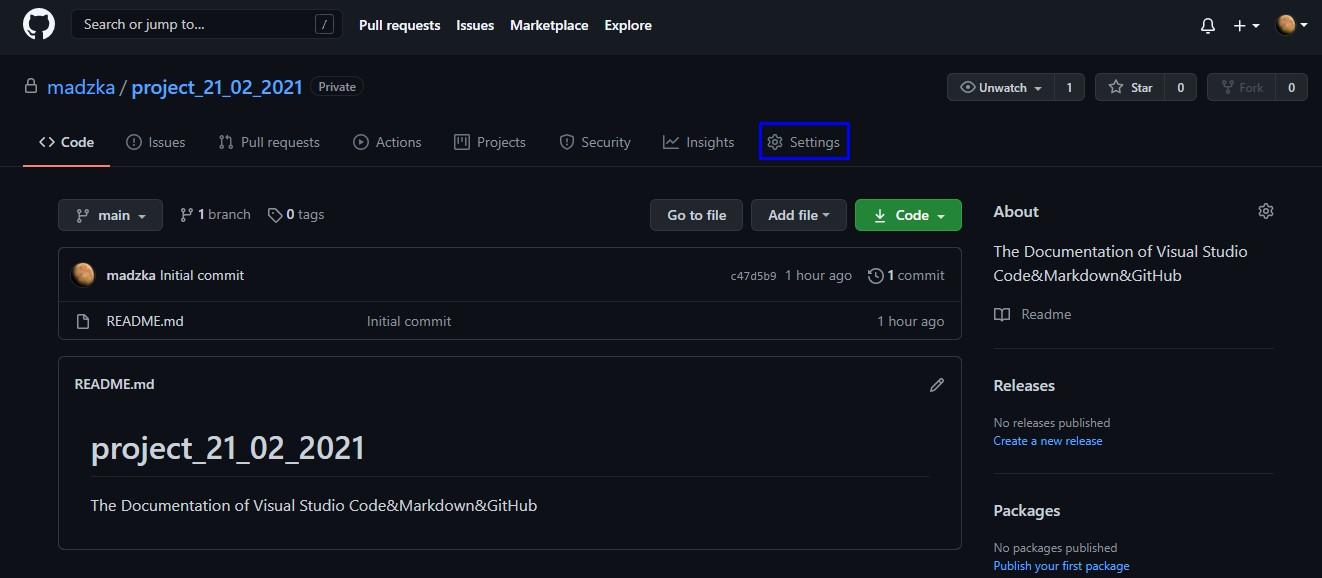 Search or jump to... /
Pull requests Issues Marketplace Explore
madzka / project_21_02_2021 Private
Unwatch 1 Star 0 Fork 0
Code Issues Pull requests Actions Projects Security Insights Settings
main 1 branch 0 tags
Go to file Add file Code
madzka Initial commit c47d5b9 1 hour ago 1 commit
README.md Initial commit 1 hour ago
README.md
project_21_02_2021
The Documentation of Visual Studio Code&Markdown&GitHub
About
The Documentation of Visual Studio
Code&Markdown&GitHub
Readme
Releases
No releases published
Create a new release
Packages
No packages published
Publish your first package